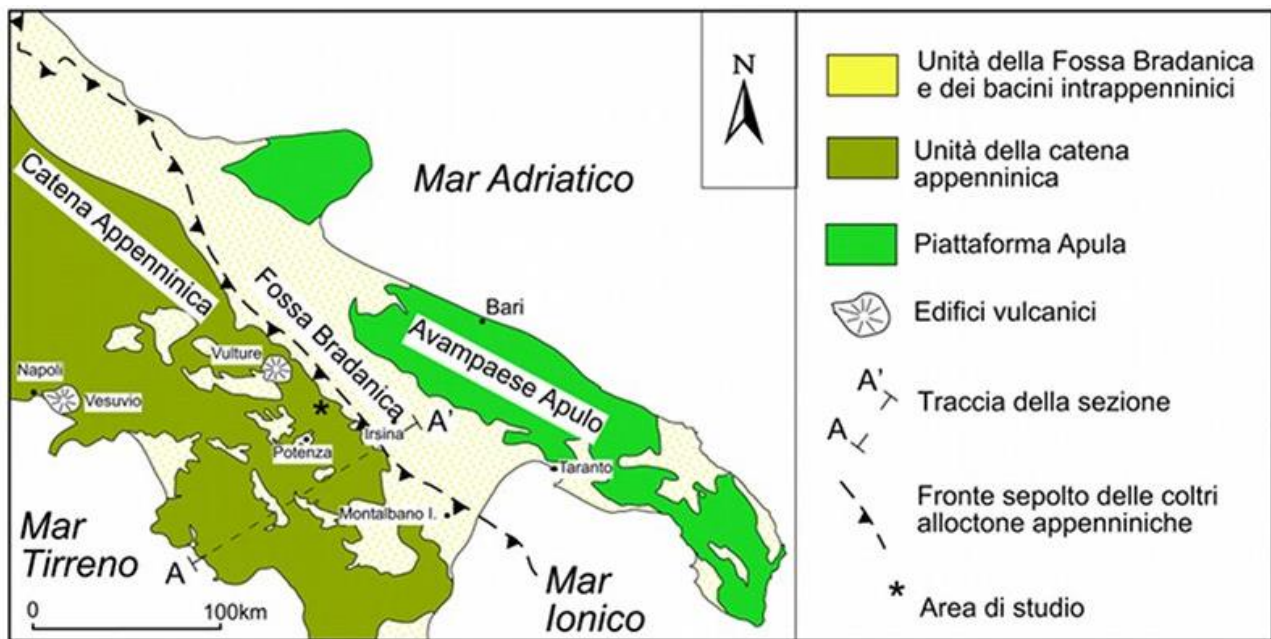 N
Mar Adriatico
Catena Appenninica
Fossa Bradanica
Bari
Avampaese Apulo
Vulture
Napoli
Vesuvio
A'
Irsina
Potenza
Taranto
Montalbano I.
Mar
Tirreno
A
Mar
Ionico
0 100km
Unità della Fossa Bradanica
e dei bacini intrappenninici
Unità della catena
appenninica
Piattaforma Apula
Edifici vulcanici
A'
Traccia della sezione
A
Fronte sepolto delle coltri
alloctone appenniniche
* Area di studio